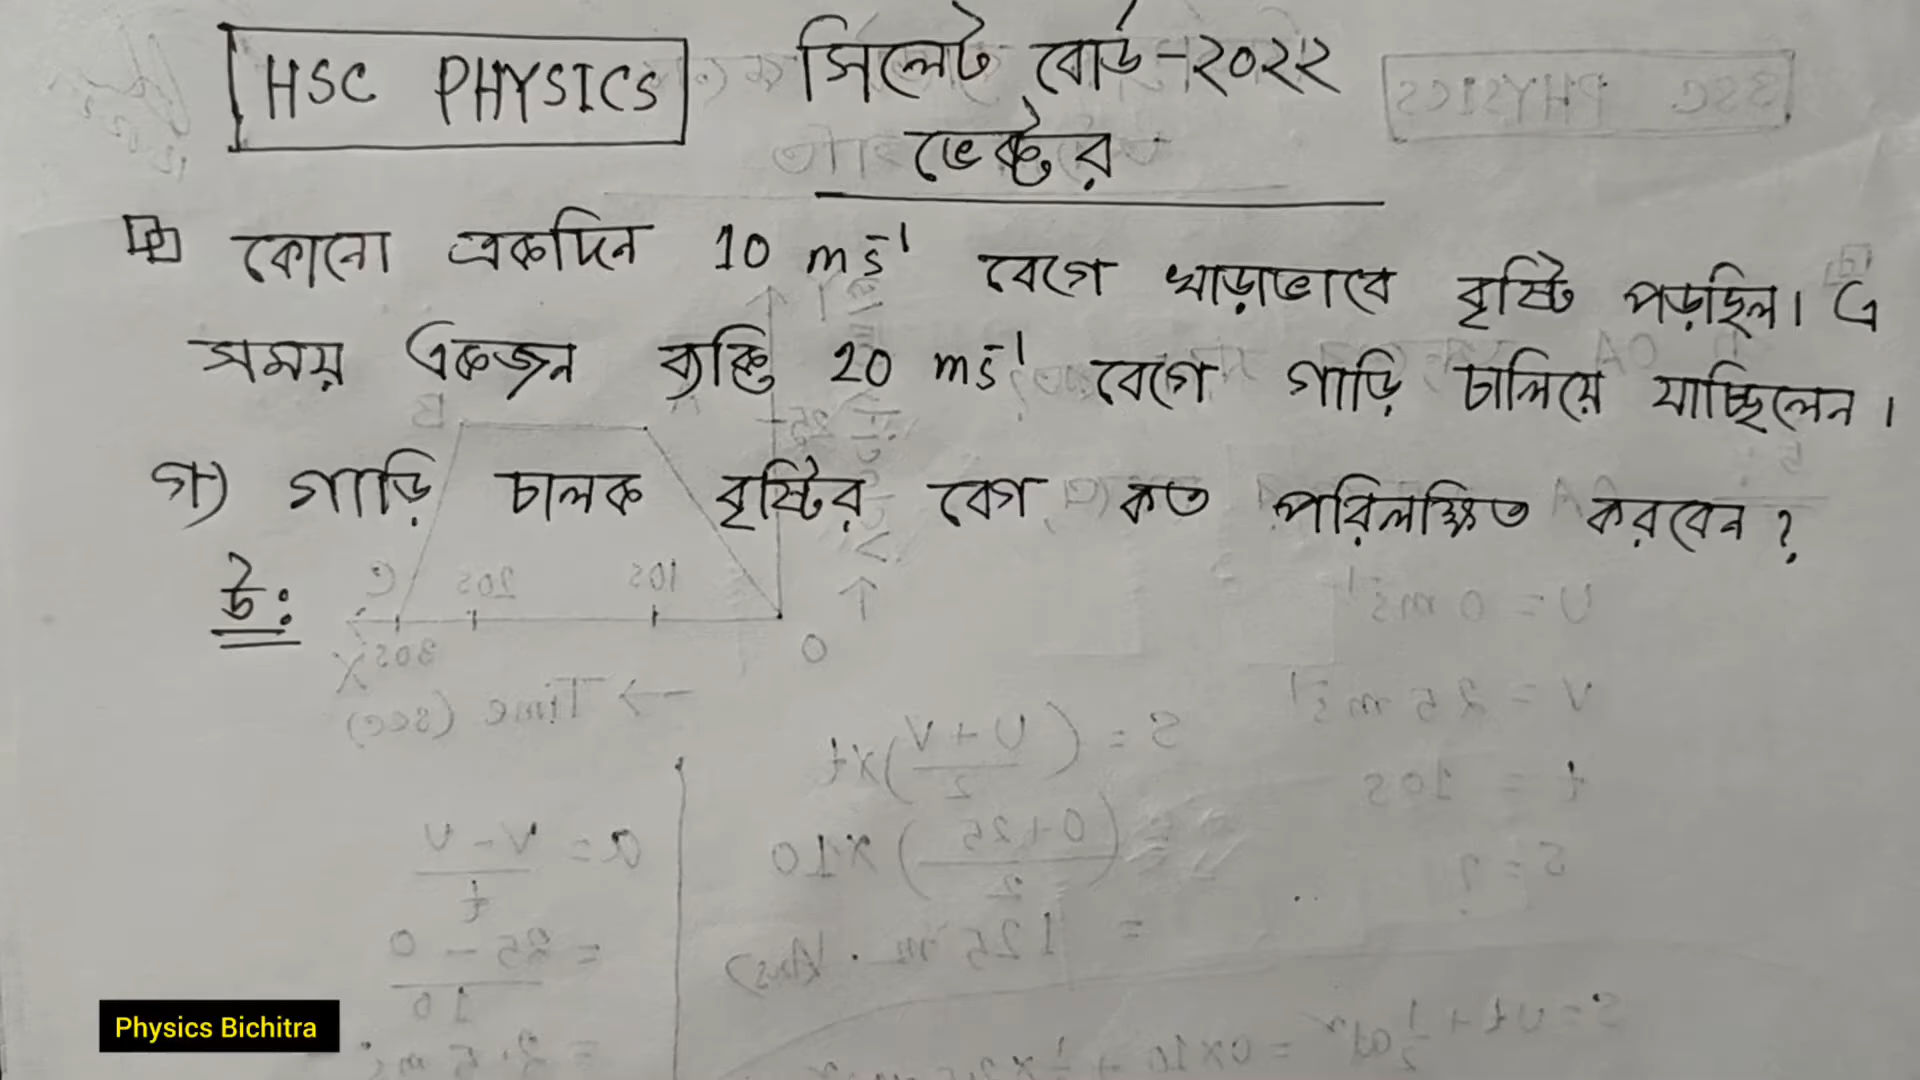 HSC PHYSICS
সিলেট বোর্ড-২০২২
ভেক্টর
কোনো একদিন 10 ms⁻¹ বেগে খাড়াভাবে বৃষ্টি পড়ছিল। এ
সময় একজন ব্যক্তি 20 ms⁻¹ বেগে গাড়ি চালিয়ে যাচ্ছিলেন।
গ) গাড়ি চালক বৃষ্টির বেগ কত পরিলক্ষিত করবেন?
উ:
Physics Bichitra